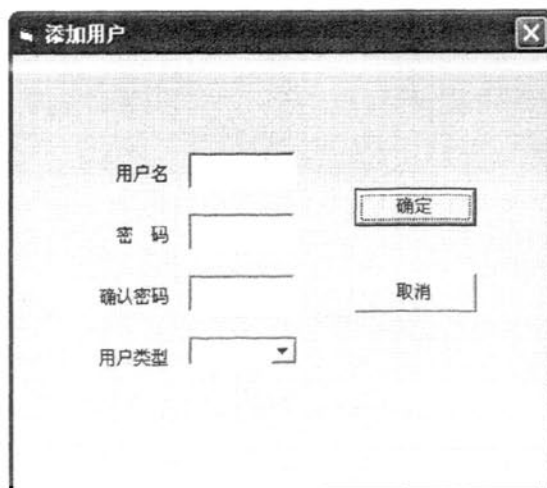 添加用户
用户名
密 码
确认密码
用户类型
确定
取消